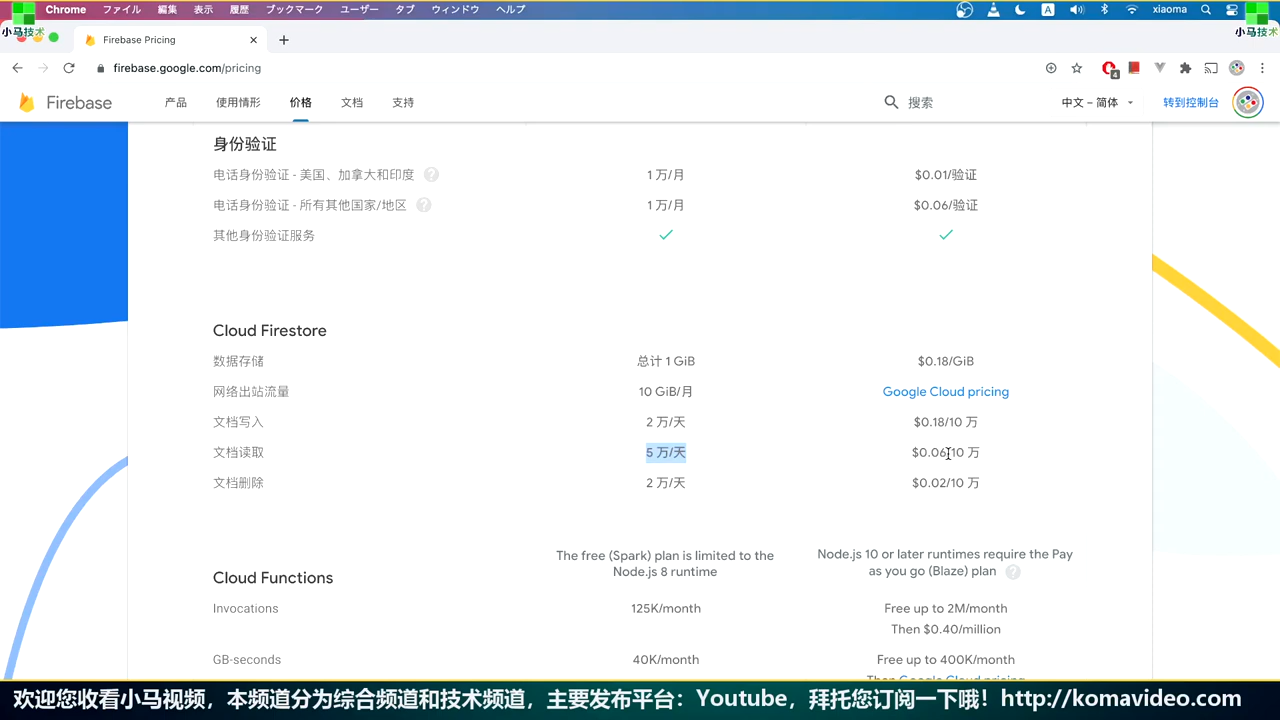 Chrome ファイル 編集 表示 履歴 ブックマーク ユーザー タブ ウィンドウ ヘルプ A xiaoma
小马技术 小马技术
Firebase Pricing
firebase.google.com/pricing 4
Firebase 产品 使用情形 价格 文档 支持 搜索 中文 – 简体 转到控制台
身份验证
电话身份验证 - 美国、加拿大和印度 ? 1 万/月 $0.01/验证
电话身份验证 - 所有其他国家/地区 ? 1 万/月 $0.06/验证
其他身份验证服务
Cloud Firestore
数据存储 总计 1 GiB $0.18/GiB
网络出站流量 10 GiB/月 Google Cloud pricing
文档写入 2 万/天 $0.18/10 万
文档读取 5 万/天 $0.06/10 万
文档删除 2 万/天 $0.02/10 万
Cloud Functions
The free (Spark) plan is limited to the
Node.js 8 runtime
Node.js 10 or later runtimes require the Pay
as you go (Blaze) plan ?
Invocations 125K/month Free up to 2M/month
Then $0.40/million
GB-seconds 40K/month Free up to 400K/month
Then Google Cloud pricing
欢迎您收看小马视频，本频道分为综合频道和技术频道，主要发布平台：Youtube，拜托您订阅一下哦！http://komavideo.com